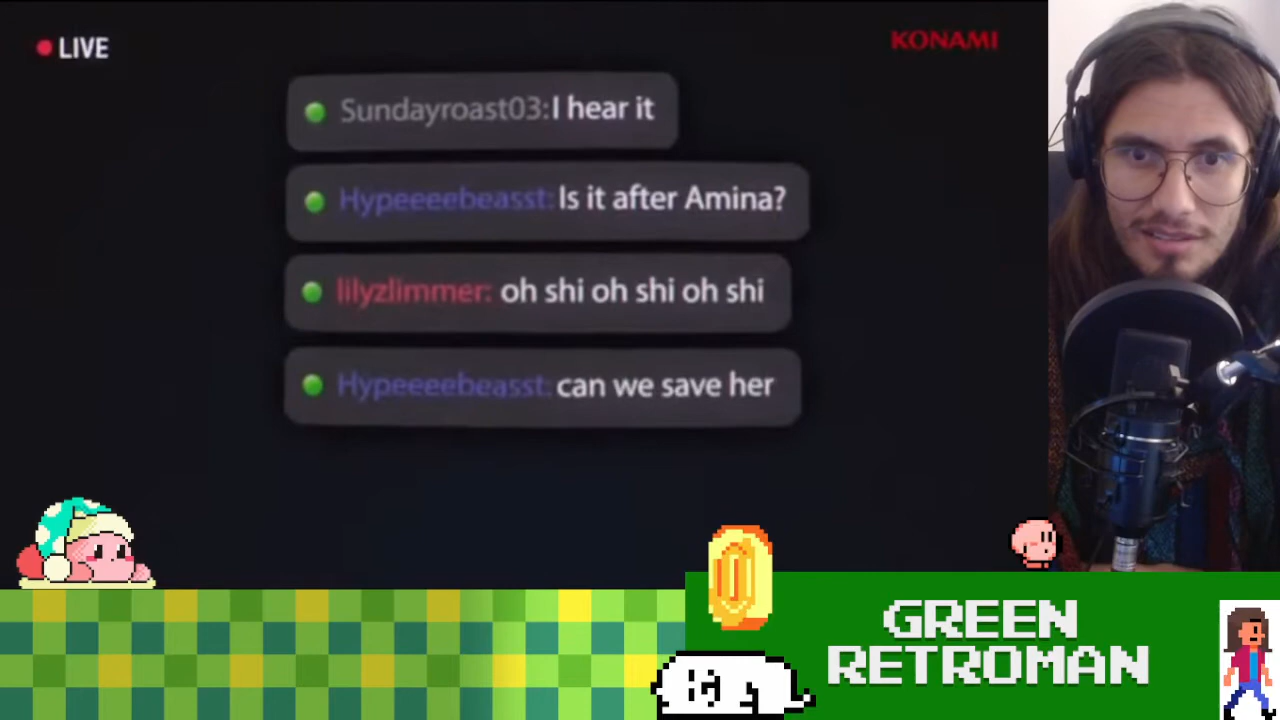 LIVE
KONAMI
Sundayroast03:I hear it
Hypeeeebeasst: Is it after Amina?
lilyzlimmer: oh shi oh shi oh shi
Hypeeeebeasst: can we save her
GREEN
RETROMAN